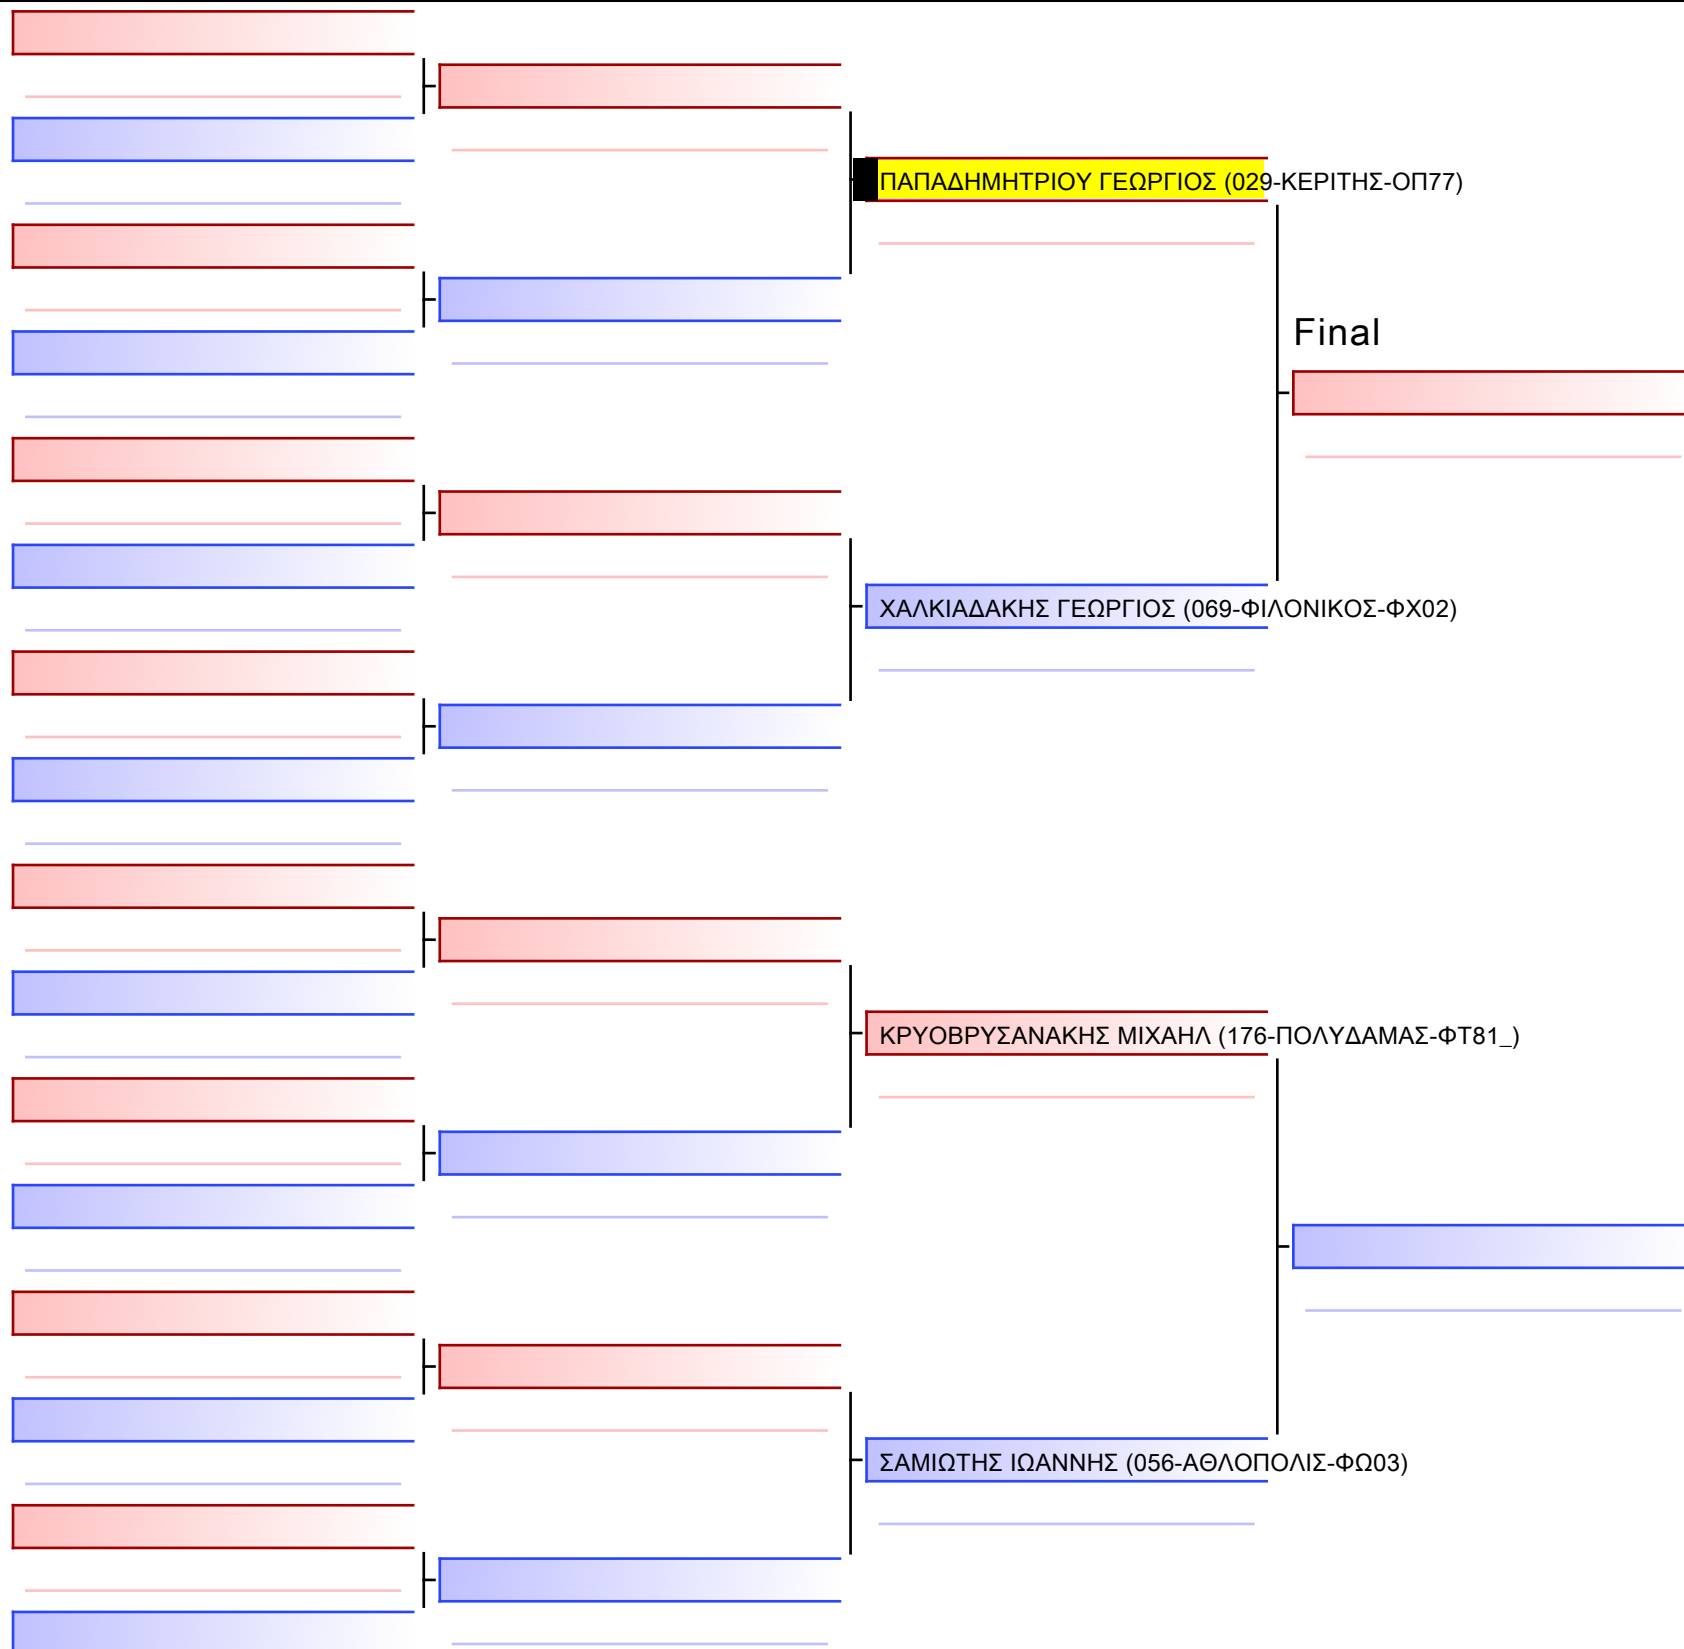 ΠΑΠΑΔΗΜΗΤΡΙΟΥ ΓΕΩΡΓΙΟΣ (029-ΚΕΡΙΤΗΣ-ΟΠ77)
Final
ΧΑΛΚΙΑΔΑΚΗΣ ΓΕΩΡΓΙΟΣ (069-ΦΙΛΟΝΙΚΟΣ-ΦΧ02)
ΚΡΥΟΒΡΥΣΑΝΑΚΗΣ ΜΙΧΑΗΛ (176-ΠΟΛΥΔΑΜΑΣ-ΦΤ81_)
ΣΑΜΙΩΤΗΣ ΙΩΑΝΝΗΣ (056-ΑΘΛΟΠΟΛΙΣ-ΦΩ03)